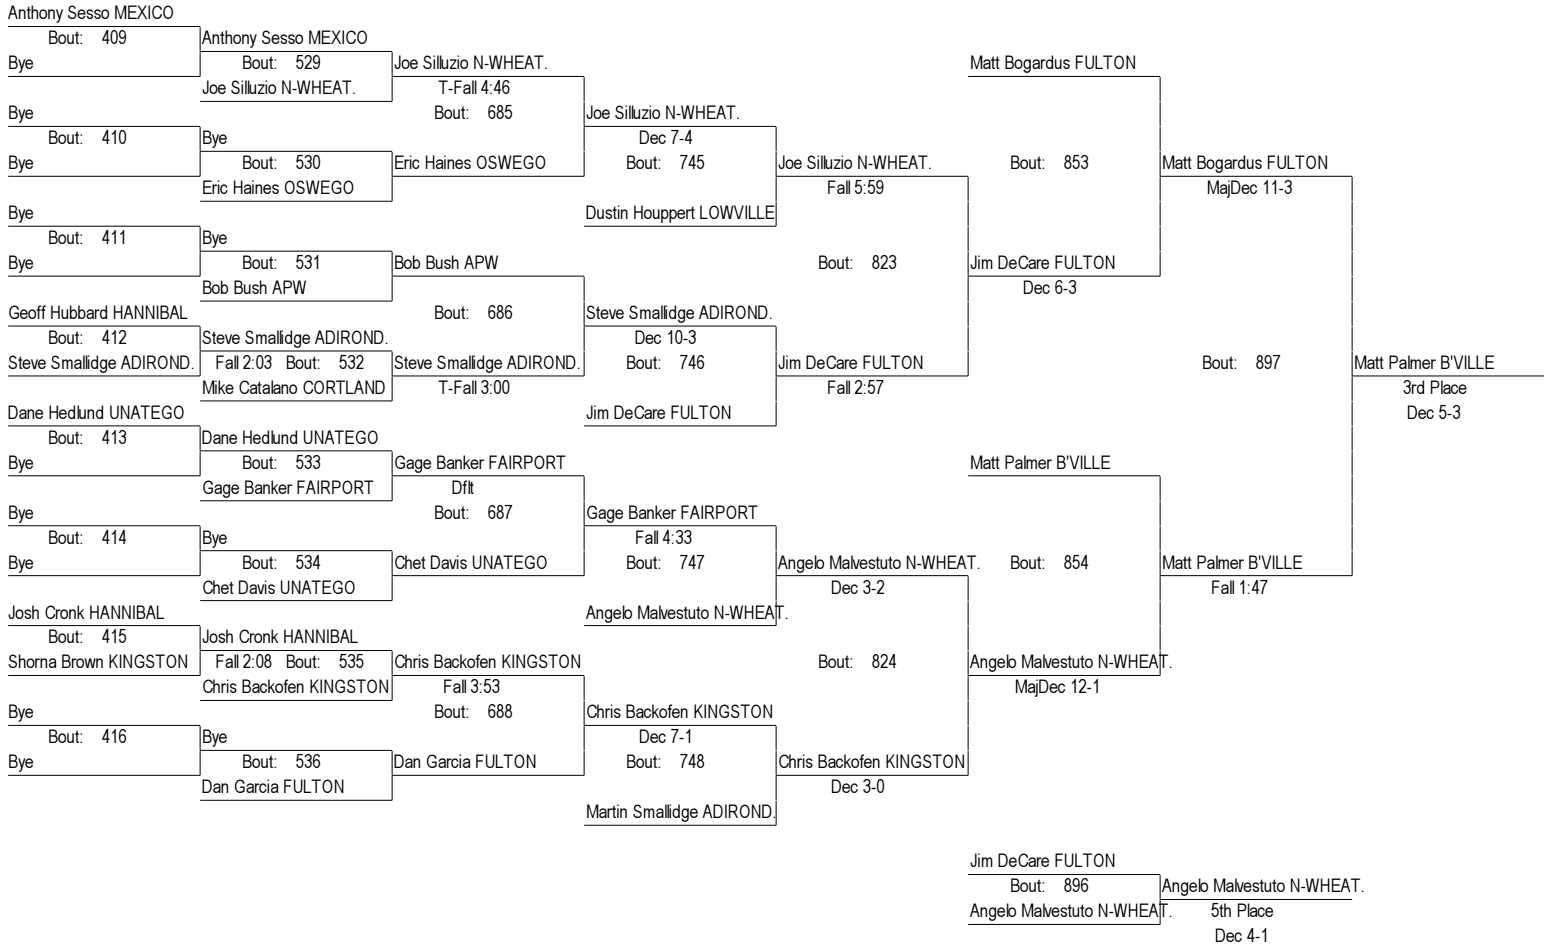 Anthony Sesso MEXICO
Bout: 409 Anthony Sesso MEXICO
Bye Bout: 529 Joe Silluzio N-WHEAT. Matt Bogardus FULTON
Joe Silluzio N-WHEAT. T-Fall 4:46
Bye Bout: 685 Joe Silluzio N-WHEAT.
Bout: 410 Bye Dec 7-4
Bye Bout: 530 Eric Haines OSWEGO Bout: 745 Joe Silluzio N-WHEAT. Bout: 853 Matt Bogardus FULTON
Eric Haines OSWEGO Fall 5:59 MajDec 11-3
Bye Dustin Houppert LOWVILLE
Bout: 411 Bye
Bye Bout: 531 Bob Bush APW Bout: 823 Jim DeCare FULTON
Bob Bush APW Dec 6-3
Geoff Hubbard HANNIBAL Bout: 686 Steve Smallidge ADIROND.
Bout: 412 Steve Smallidge ADIROND. Dec 10-3
Steve Smallidge ADIROND. Fall 2:03 Bout: 532 Steve Smallidge ADIROND. Bout: 746 Jim DeCare FULTON Bout: 897 Matt Palmer B'VILLE
Mike Catalano CORTLAND T-Fall 3:00 Fall 2:57 3rd Place
Dane Hedlund UNATEGO Jim DeCare FULTON Dec 5-3
Bout: 413 Dane Hedlund UNATEGO
Bye Bout: 533 Gage Banker FAIRPORT Matt Palmer B'VILLE
Gage Banker FAIRPORT Dflt
Bye Bout: 687 Gage Banker FAIRPORT
Bout: 414 Bye Fall 4:33
Bye Bout: 534 Chet Davis UNATEGO Bout: 747 Angelo Malvestuto N-WHEAT. Bout: 854 Matt Palmer B'VILLE
Chet Davis UNATEGO Dec 3-2 Fall 1:47
Josh Cronk HANNIBAL Angelo Malvestuto N-WHEAT.
Bout: 415 Josh Cronk HANNIBAL
Shorna Brown KINGSTON Fall 2:08 Bout: 535 Chris Backofen KINGSTON Bout: 824 Angelo Malvestuto N-WHEAT.
Chris Backofen KINGSTON Fall 3:53 MajDec 12-1
Bye Bout: 688 Chris Backofen KINGSTON
Bout: 416 Bye Dec 7-1
Bye Bout: 536 Dan Garcia FULTON Bout: 748 Chris Backofen KINGSTON
Dan Garcia FULTON Dec 3-0
Martin Smallidge ADIROND.
Jim DeCare FULTON
Bout: 896 Angelo Malvestuto N-WHEAT.
Angelo Malvestuto N-WHEAT. 5th Place
Dec 4-1